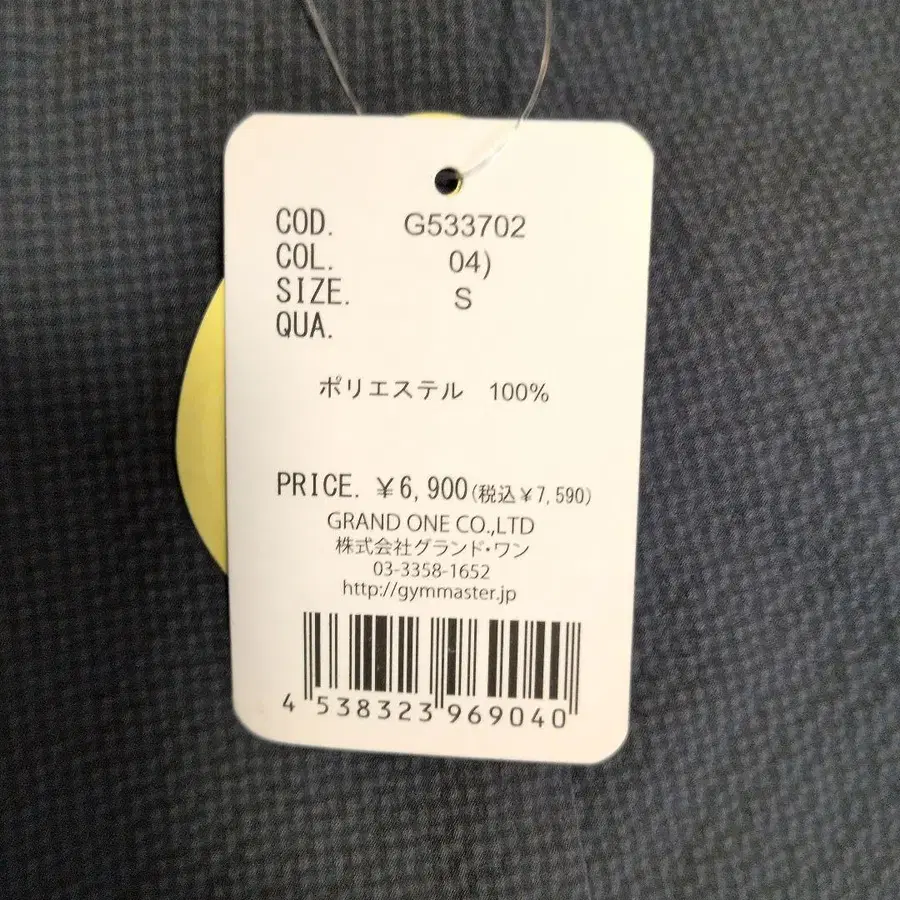 COD. G533702
COL. 04)
SIZE. S
QUA.
ポリエステル 100%
PRICE. ¥6,900(税込¥7,590)
GRAND ONE CO.,LTD
株式会社グランド・ワン
03-3358-1652
http://gymmaster.jp
4 538323 969040